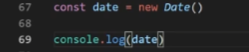 67 const date = new Date()
68
69 console.log(date)